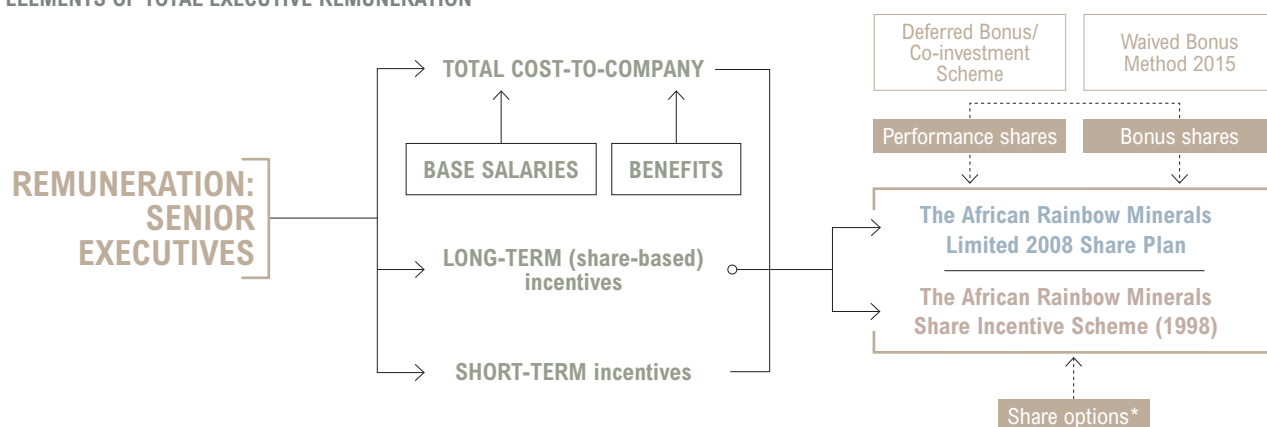 ELEMENTS OF TOTAL EXECUTIVE REMUNERATION
REMUNERATION:
SENIOR
EXECUTIVES
TOTAL COST-TO-COMPANY
BASE SALARIES
BENEFITS
LONG-TERM (share-based)
incentives
SHORT-TERM incentives
Deferred Bonus/
Co-investment
Scheme
Waived Bonus
Method 2015
Performance shares
Bonus shares
The African Rainbow Minerals
Limited 2008 Share Plan
The African Rainbow Minerals
Share Incentive Scheme (1998)
Share options*